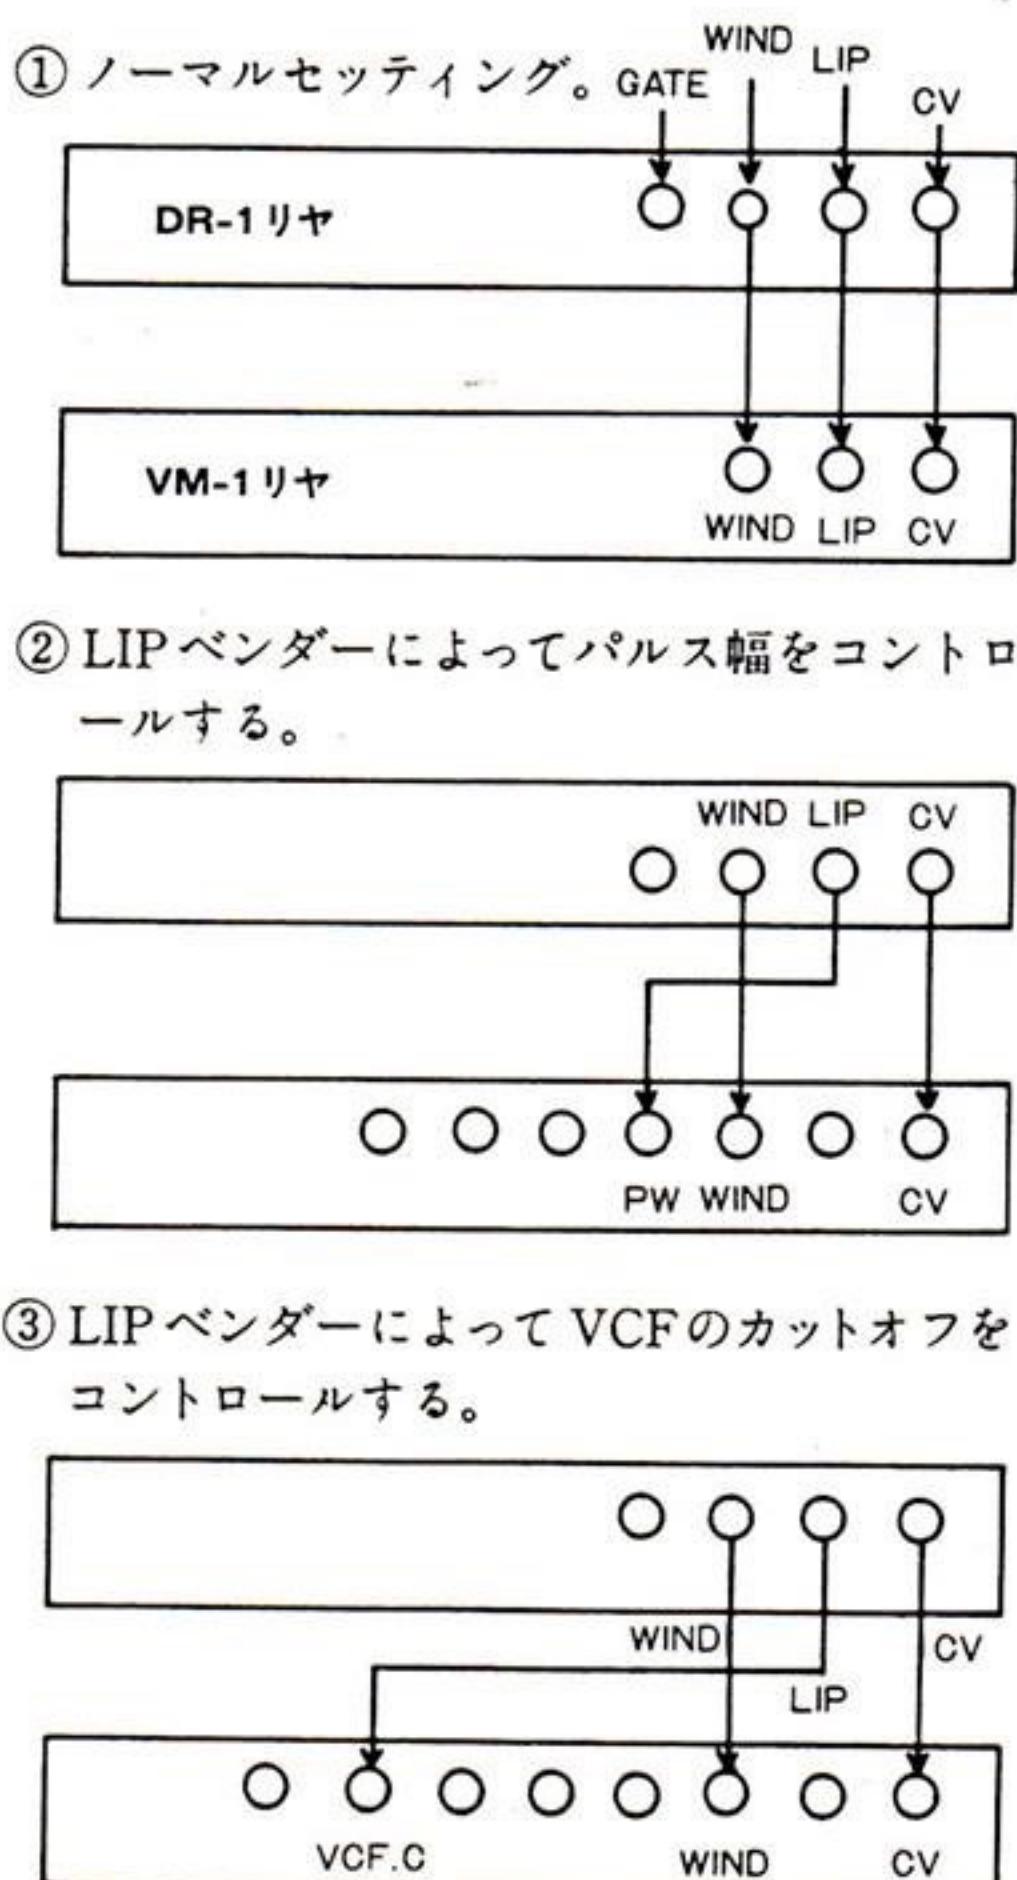 ① ノーマルセッティング。
GATE WIND LIP CV
DR-1リヤ
VM-1リヤ
WIND LIP CV
② LIPベンダーによってパルス幅をコントロ
ールする。
WIND LIP CV
PW WIND CV
③ LIPベンダーによってVCFのカットオフを
コントロールする。
WIND CV
LIP
VCF.C WIND CV